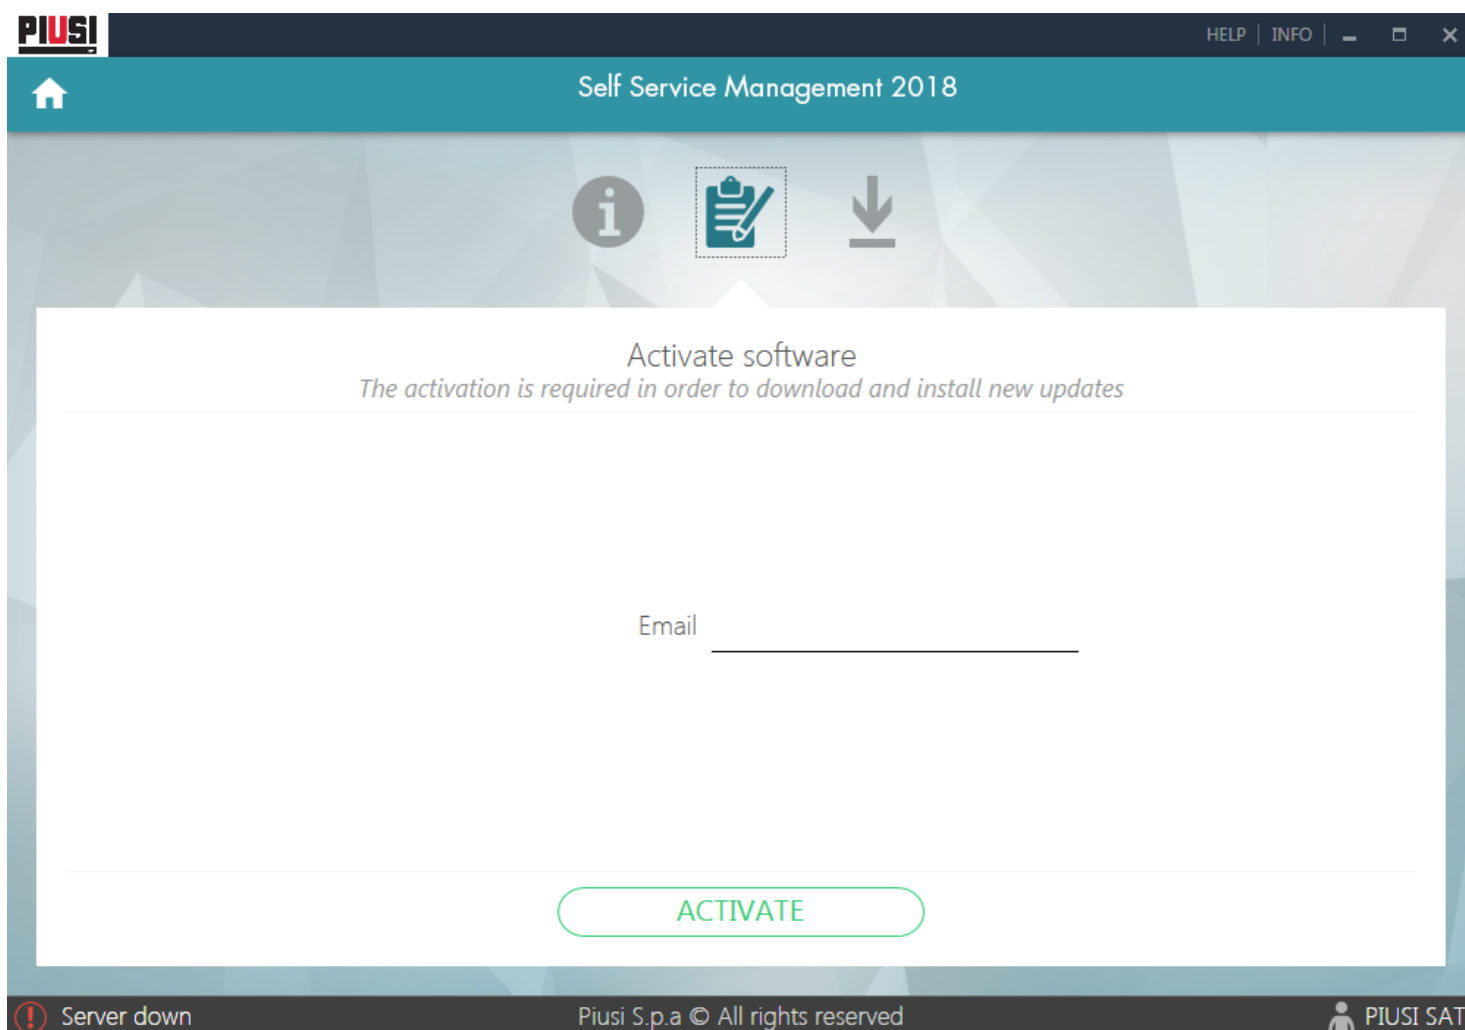 PIUSI
HELP INFO
Self Service Management 2018
Activate software
The activation is required in order to download and install new updates
Email
ACTIVATE
Server down
Piusi S.p.a © All rights reserved
PIUSI SAT